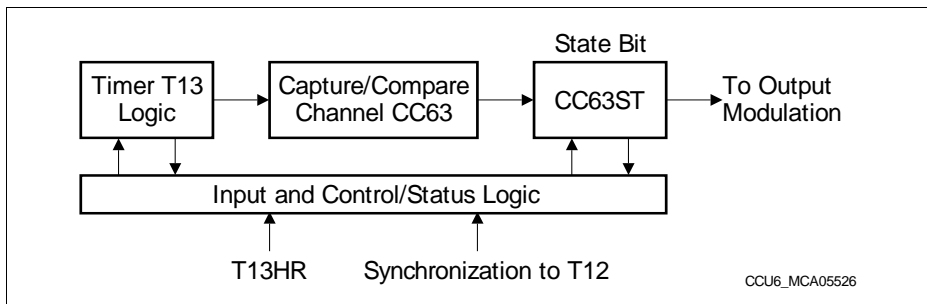 State Bit
Timer T13
Logic
Capture/Compare
Channel CC63
CC63ST
To Output
Modulation
Input and Control/Status Logic
T13HR
Synchronization to T12
CCU6_MCA05526